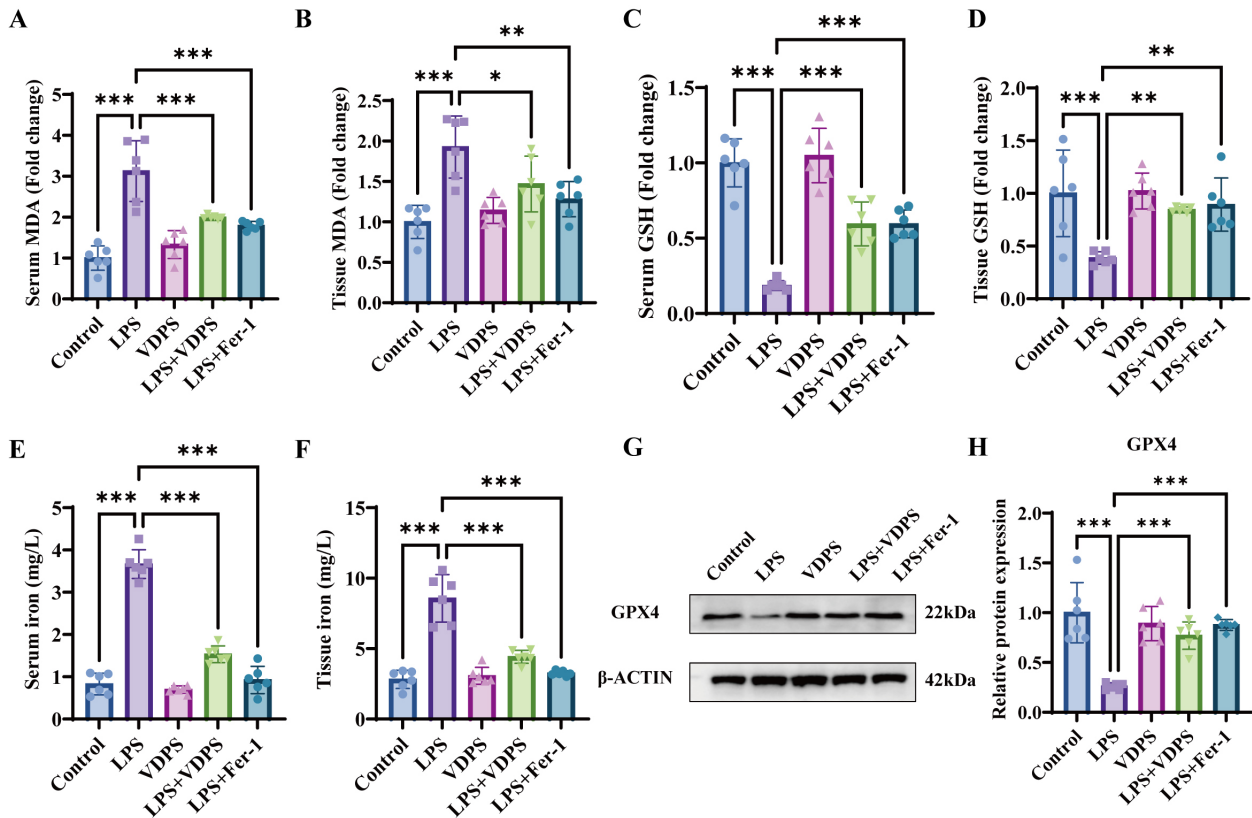 A
Serum MDA (Fold change)
5
4
3
2
1
0
***
***
***
Control
LPS
VDPS
LPS+VDPS
LPS+Fer-1
B
Tissue MDA (Fold change)
2.5
2.0
1.5
1.0
0.5
0.0
**
***
*
Control
LPS
VDPS
LPS+VDPS
LPS+Fer-1
C
Serum GSH (Fold change)
1.5
1.0
0.5
0.0
***
***
***
Control
LPS
VDPS
LPS+VDPS
LPS+Fer-1
D
Tissue GSH (Fold change)
2.0
1.5
1.0
0.5
0.0
**
***
**
Control
LPS
VDPS
LPS+VDPS
LPS+Fer-1
E
Serum iron (mg/L)
5
4
3
2
1
0
***
***
***
Control
LPS
VDPS
LPS+VDPS
LPS+Fer-1
F
Tissue iron (mg/L)
15
10
5
0
***
***
***
Control
LPS
VDPS
LPS+VDPS
LPS+Fer-1
G
Control
LPS
VDPS
LPS+VDPS
LPS+Fer-1
GPX4
22kDa
β-ACTIN
42kDa
H
GPX4
Relative protein expression
2.0
1.5
1.0
0.5
0.0
***
***
***
Control
LPS
VDPS
LPS+VDPS
LPS+Fer-1